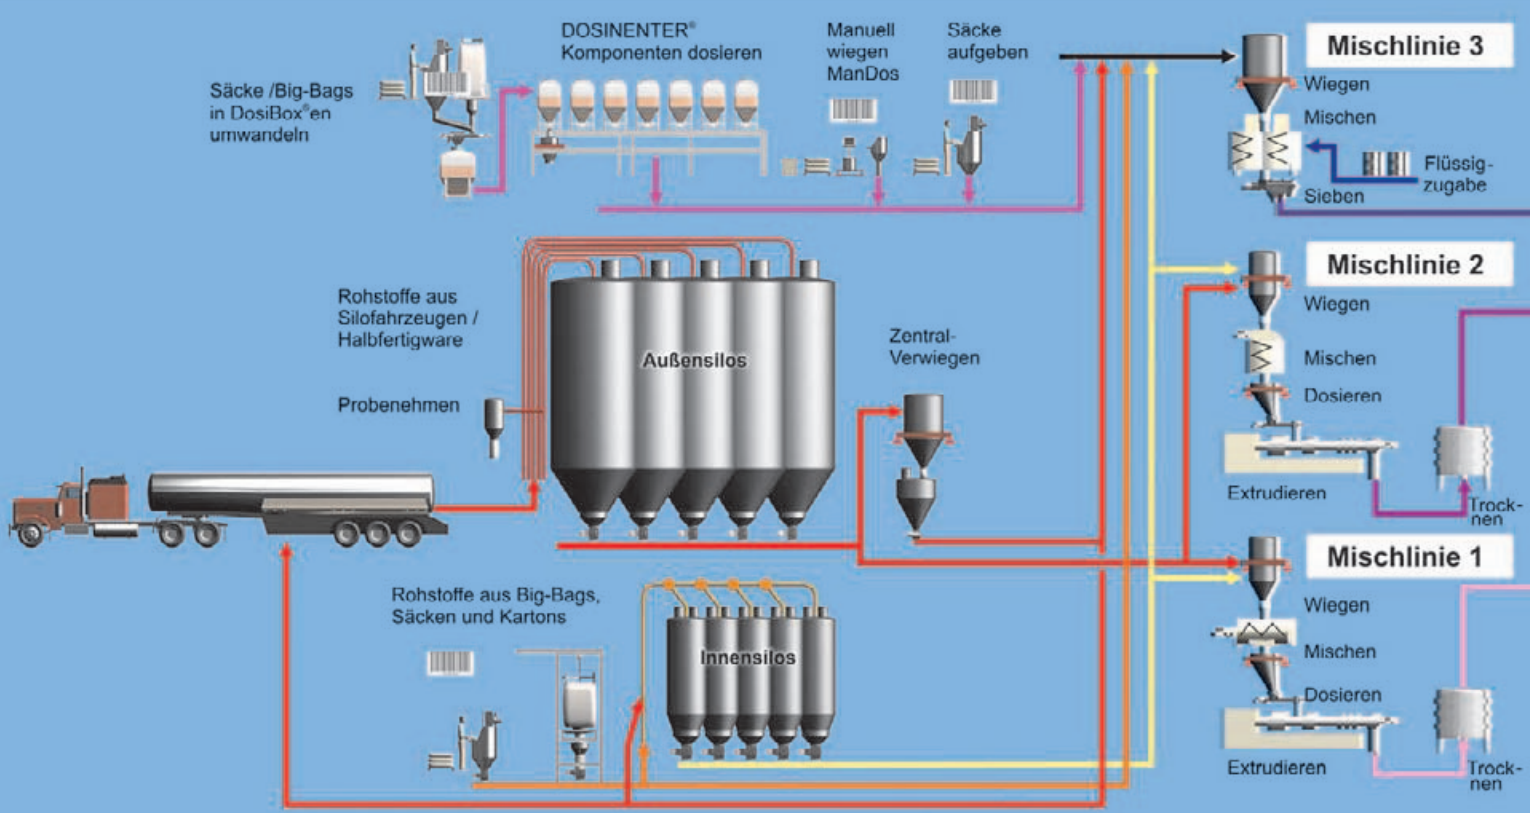 Säcke /Big-Bags
in DosiBox®en
umwandeln
DOSINENTER®
Komponenten dosieren
Manuell
wiegen
ManDos
Säcke
aufgeben
Mischlinie 3
Wiegen
Mischen
Flüssig-
zugabe
Sieben
Rohstoffe aus
Silofahrzeugen /
Halbfertigware
Probenehmen
Außensilos
Zentral-
Verwiegen
Mischlinie 2
Wiegen
Mischen
Dosieren
Extrudieren
Trock-
nen
Rohstoffe aus Big-Bags,
Säcken und Kartons
Innensilos
Mischlinie 1
Wiegen
Mischen
Dosieren
Extrudieren
Trock-
nen